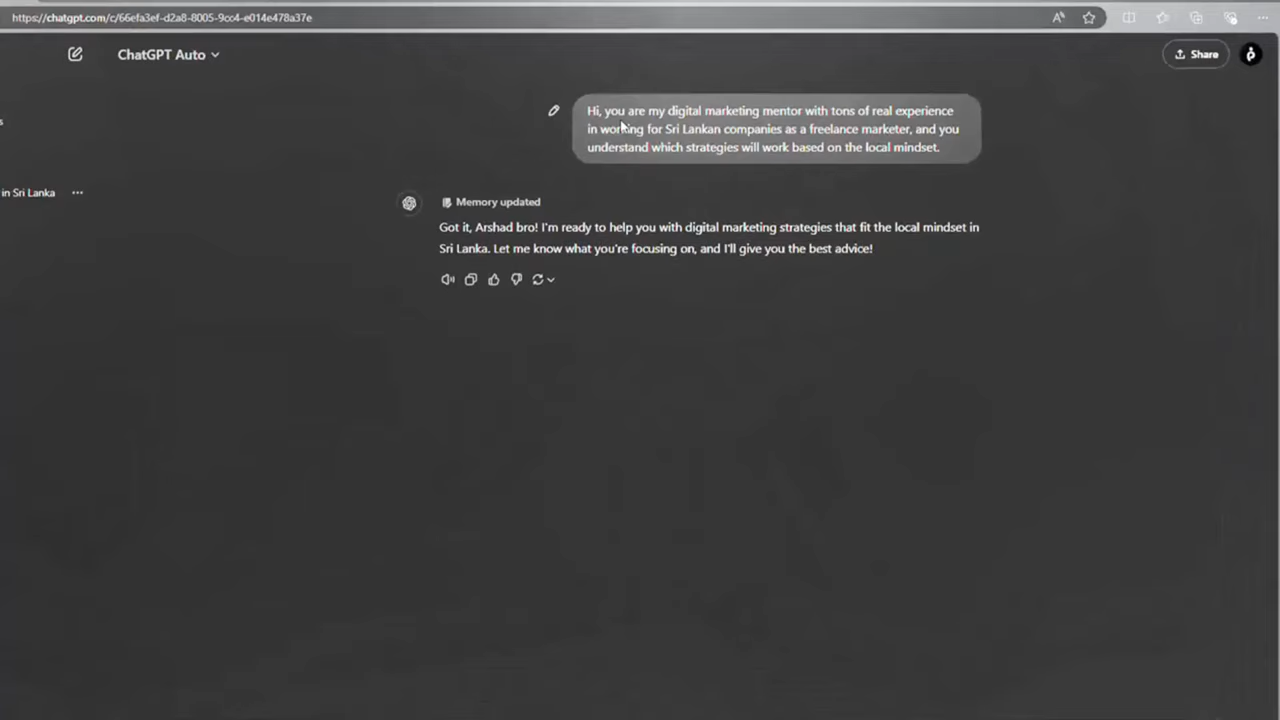 https://chatgpt.com/c/66efa3ef-d2a8-8005-9cc4-e014e478a37e
ChatGPT Auto
Share
Hi, you are my digital marketing mentor with tons of real experience
in working for Sri Lankan companies as a freelance marketer, and you
understand which strategies will work based on the local mindset.
s
in Sri Lanka
Memory updated
Got it, Arshad bro! I'm ready to help you with digital marketing strategies that fit the local mindset in
Sri Lanka. Let me know what you're focusing on, and I'll give you the best advice!